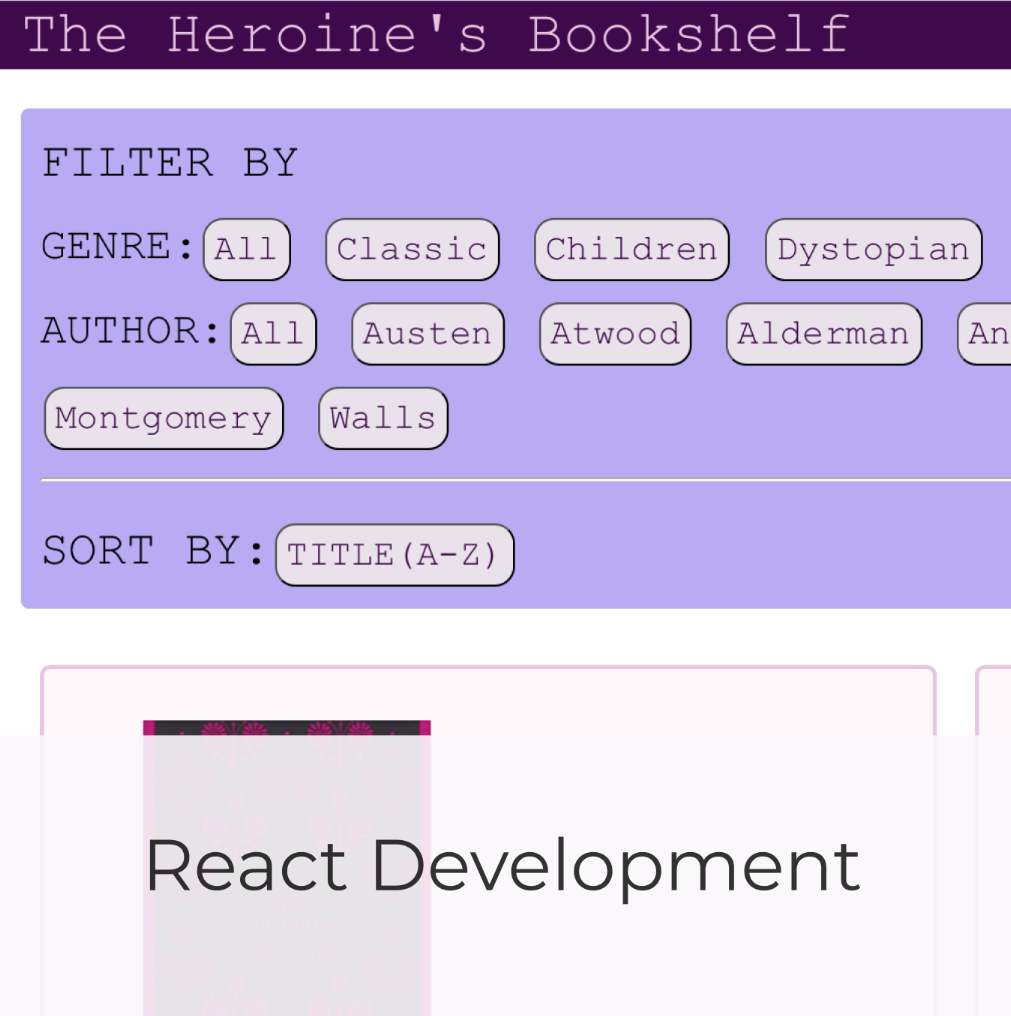 The Heroine's Bookshelf
FILTER BY
GENRE: All Classic Children Dystopian
AUTHOR: All Austen Atwood Alderman An
Montgomery Walls
SORT BY: TITLE(A-Z)
React Development